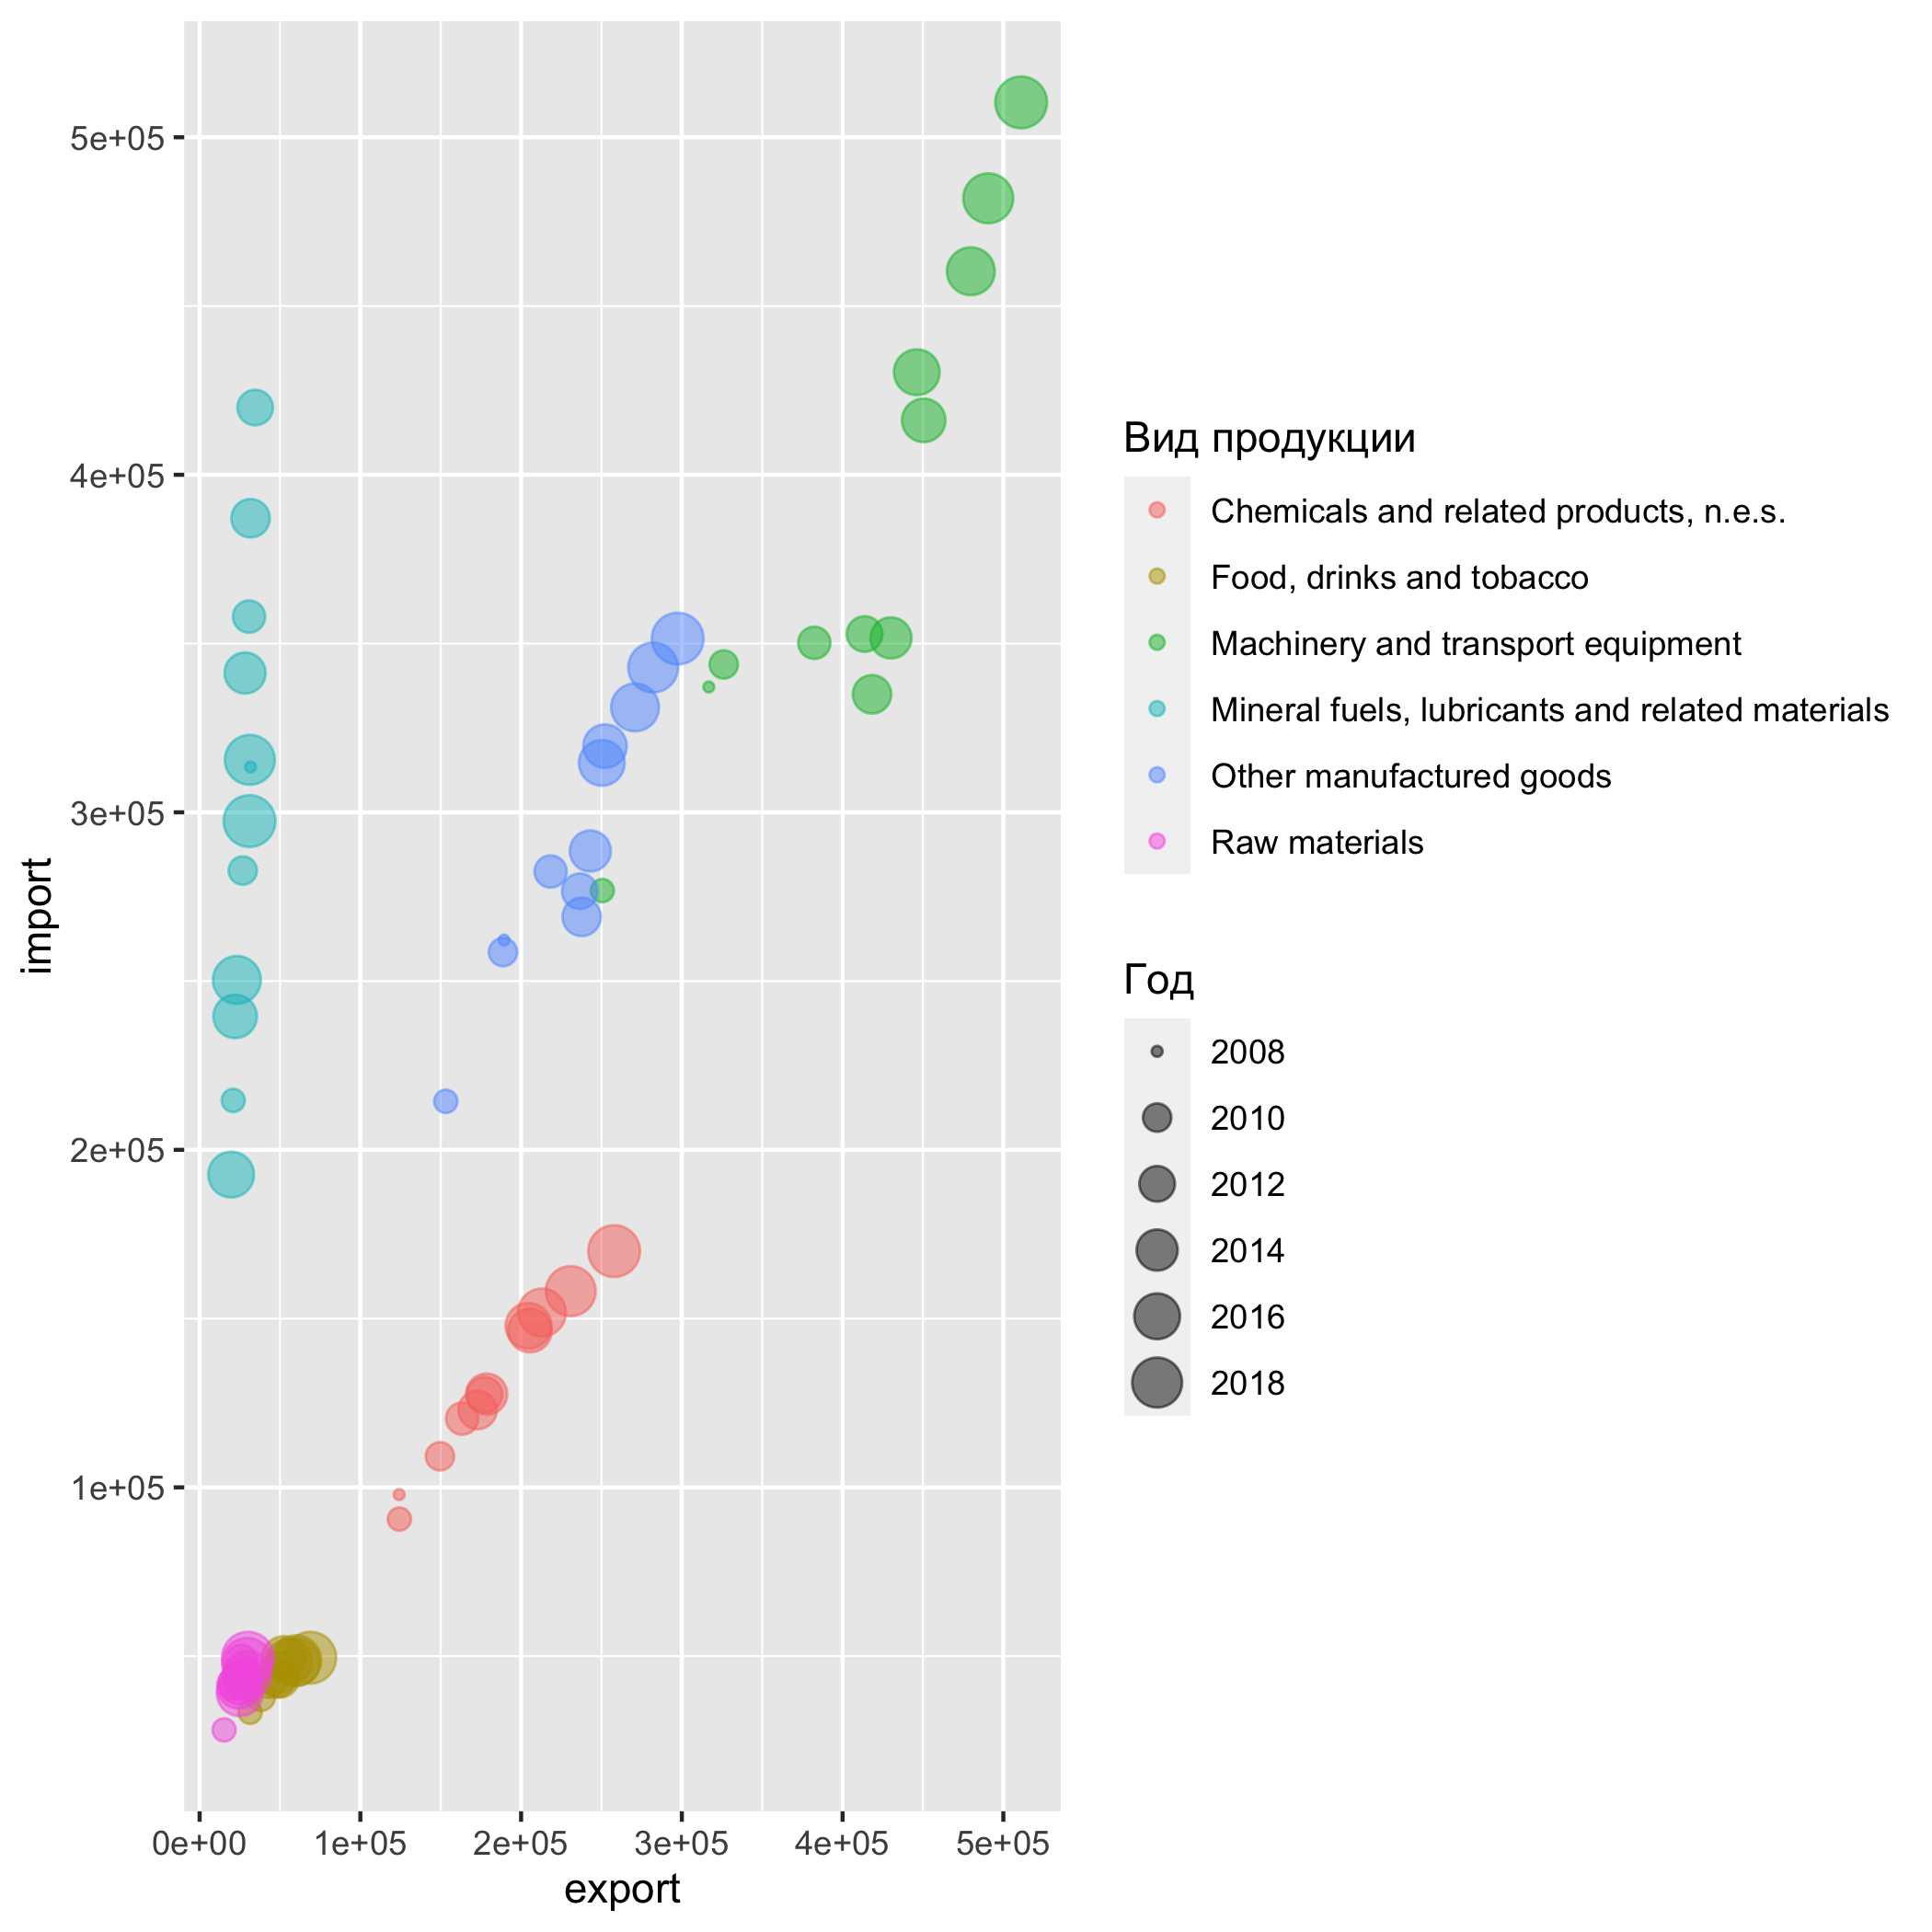 5e+05
4e+05
3e+05
2e+05
1e+05
import
0e+00 1e+05 2e+05 3e+05 4e+05 5e+05
export
Вид продукции
Chemicals and related products, n.e.s.
Food, drinks and tobacco
Machinery and transport equipment
Mineral fuels, lubricants and related materials
Other manufactured goods
Raw materials
Год
2008
2010
2012
2014
2016
2018